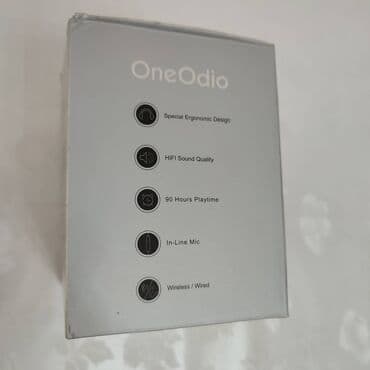 OneOdio
Special Ergonomic Design
HiFi Sound Quality
90 Hours Playtime
In-Line Mic
Wireless / Wired